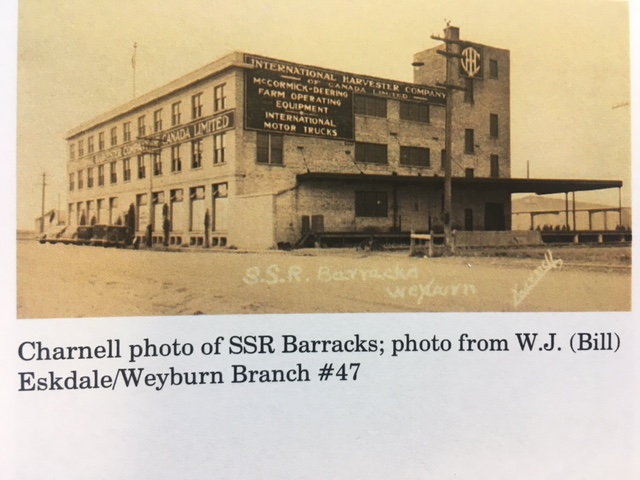 INTERNATIONAL HARVESTER COMPANY
OF CANADA LIMITED
McCORMICK-DEERING
FARM OPERATING
EQUIPMENT
INTERNATIONAL
MOTOR TRUCKS
IHC
CANADA LIMITED
S.S.R. Barracks
Weyburn
Charnell
Charnell photo of SSR Barracks; photo from W.J. (Bill)
Eskdale/Weyburn Branch #47